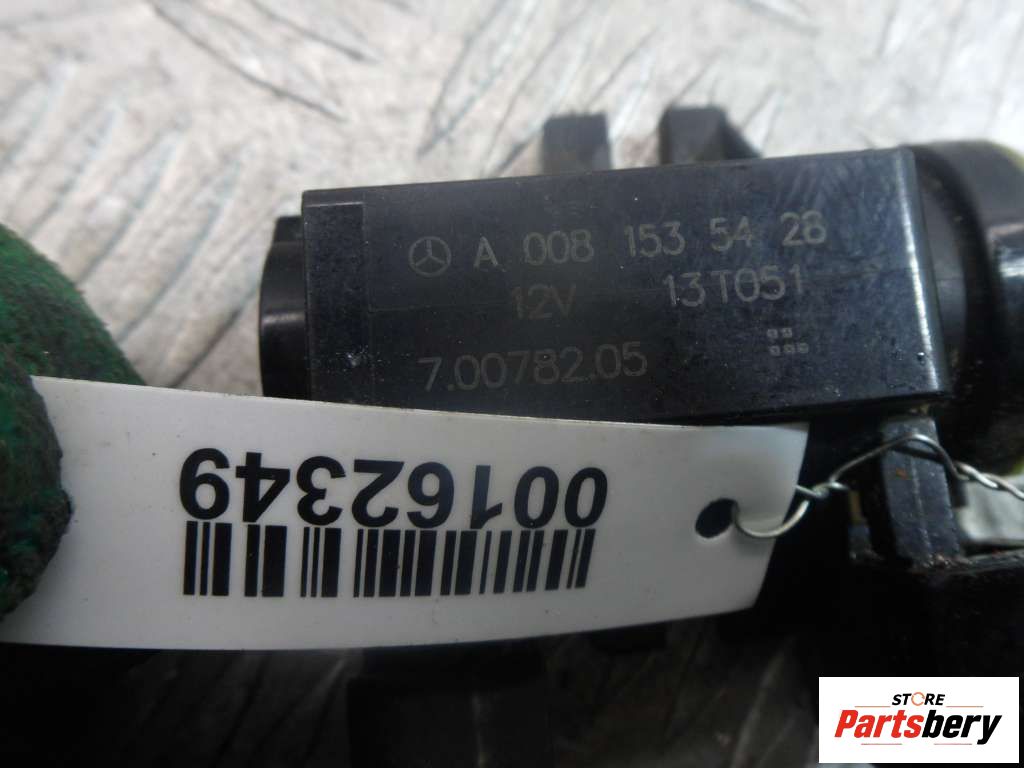 A 008 153 54 28
12V 13T051
7.00782.05
00162349
STORE
Partsbery